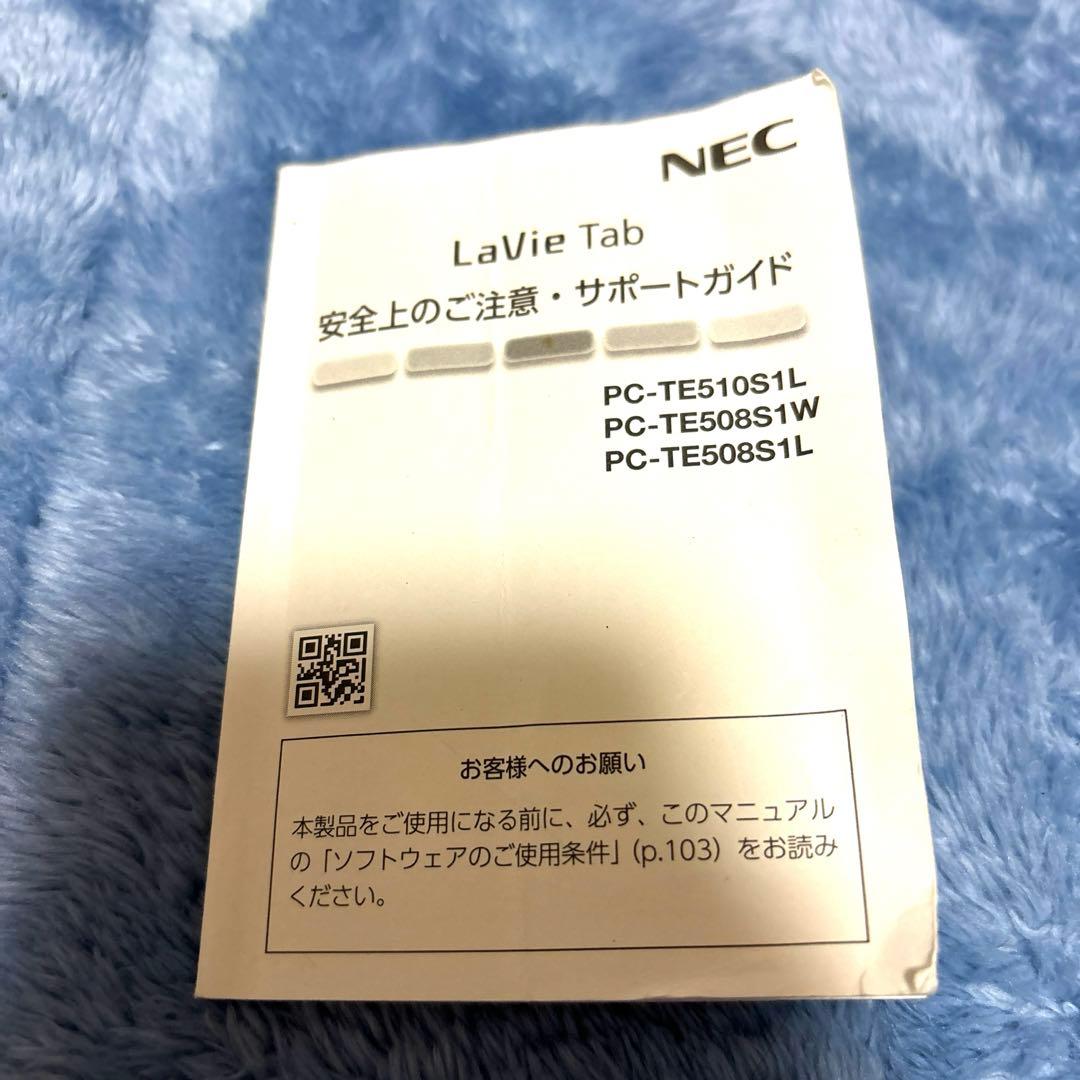 NEC
LaVie Tab
安全上のご注意・サポートガイド
PC-TE510S1L
PC-TE508S1W
PC-TE508S1L
お客様へのお願い
本製品をご使用になる前に、必ず、このマニュアル
の「ソフトウェアのご使用条件」(p.103) をお読み
ください。